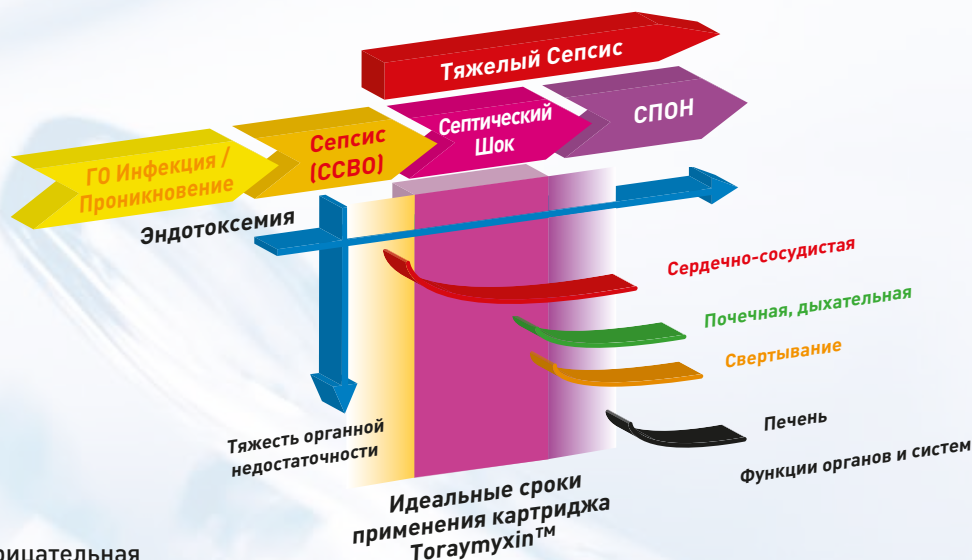 Тяжелый Сепсис
СПОН
Септический
Шок
Сепсис
(ССВО)
ГО Инфекция /
Проникновение
Эндотоксемия
Сердечно-сосудистая
Почечная, дыхательная
Свертывание
Печень
Функции органов и систем
Тяжесть органной
недостаточности
Идеальные сроки
применения картриджа
Toraymyxin™
рицательная